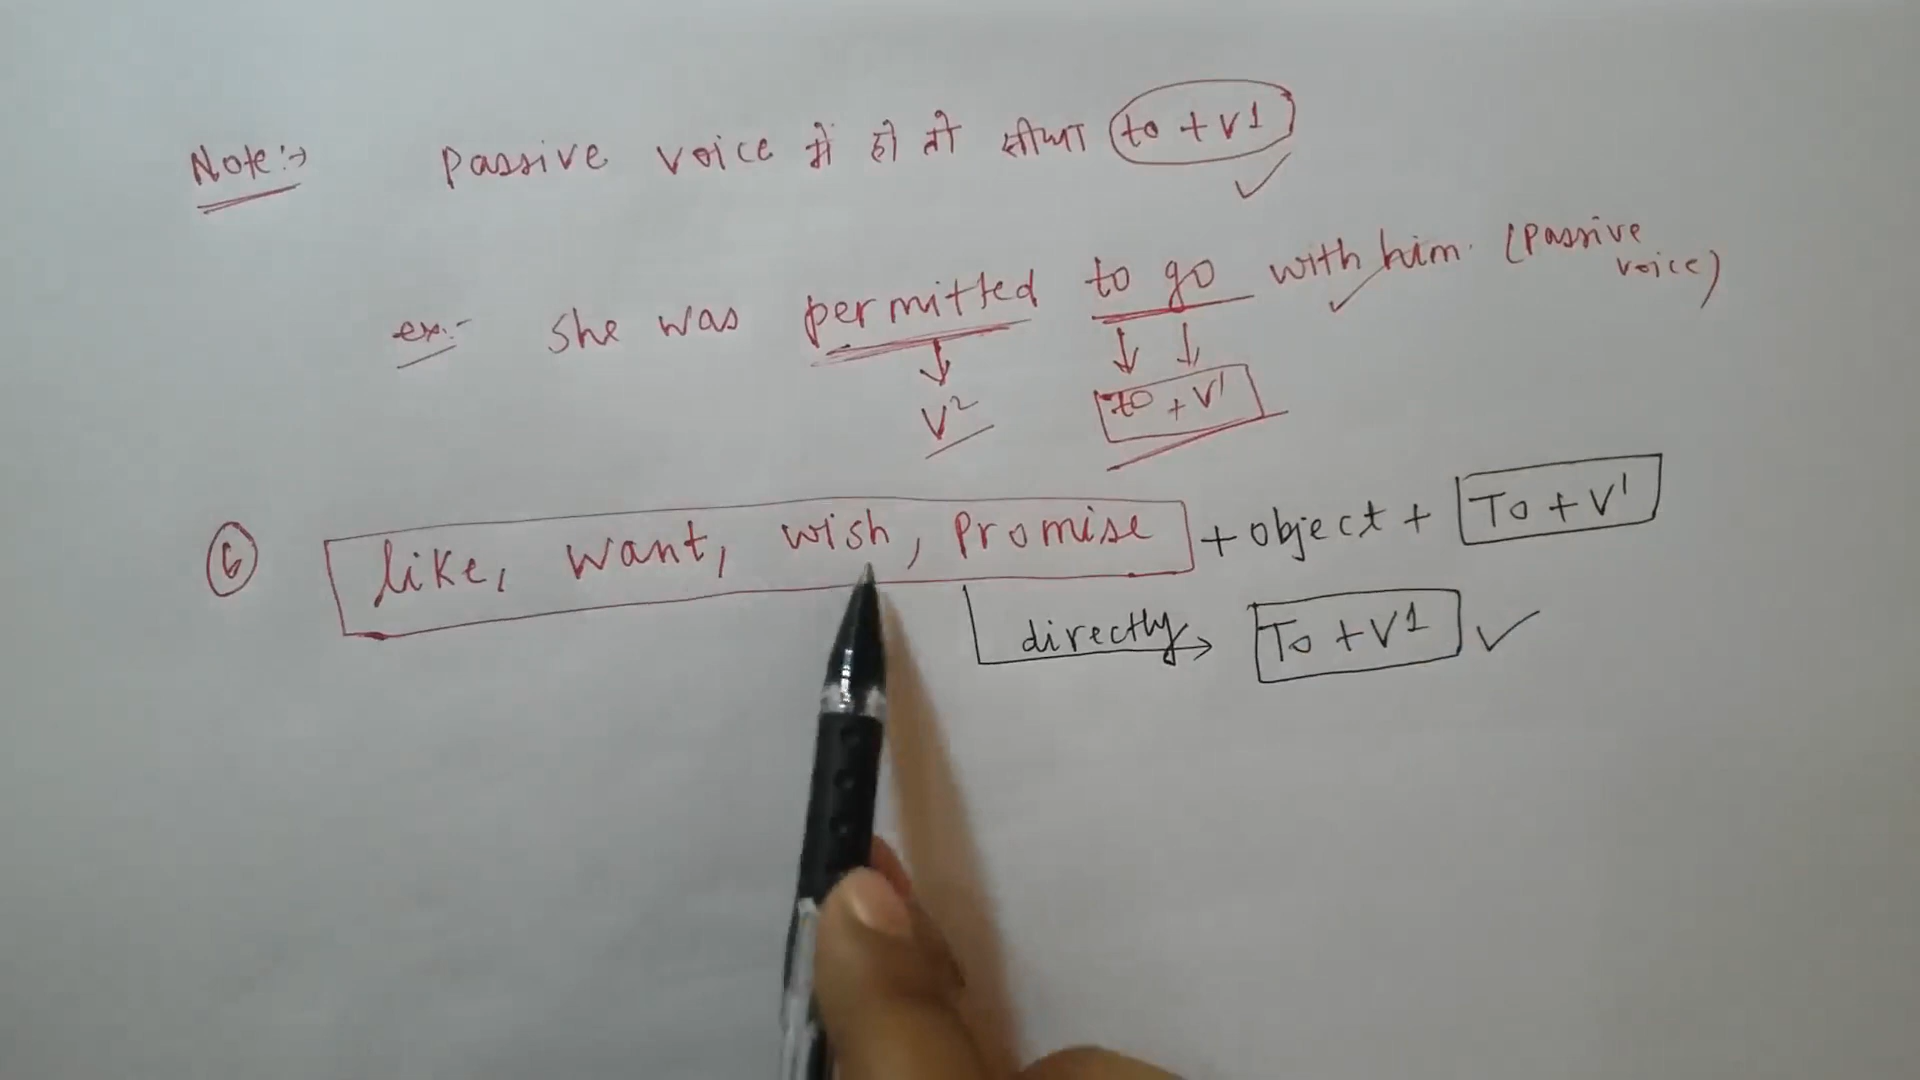 Note:→ Passive voice में हो तो सीधा to + V1
ex:- She was permitted to go with him. (Passive voice)
↓ ↓ ↓
V2 to + V1
6 like, want, wish, Promise + object + To + V1
directly → To + V1 ✓